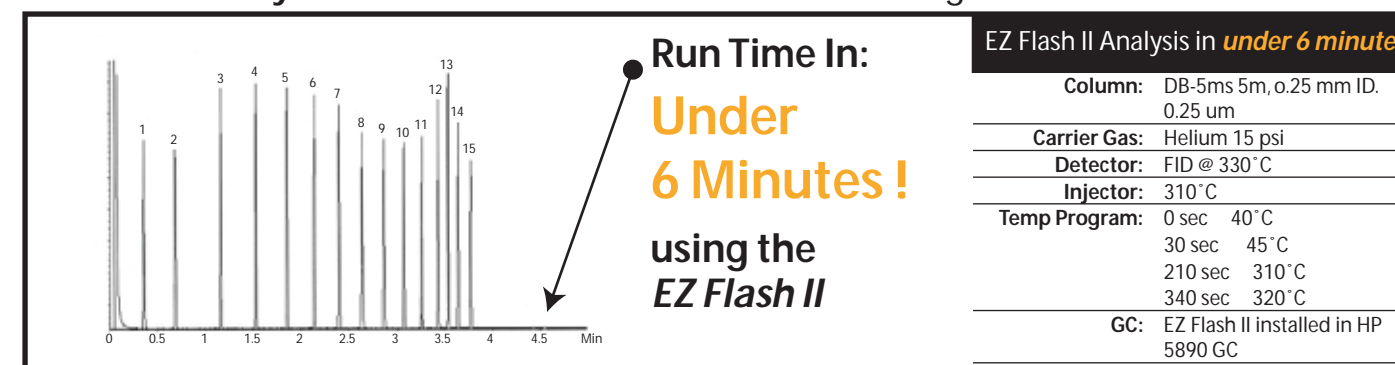 1
2
3
4
5
6
7
8
9
10
11
12
13
14
15
0 0.5 1 1.5 2 2.5 3 3.5 4 4.5 Min
Run Time In:
Under
6 Minutes !
using the
EZ Flash II
EZ Flash II Analysis in under 6 minute
Column: DB-5ms 5m, o.25 mm ID.
0.25 um
Carrier Gas: Helium 15 psi
Detector: FID @ 330˚C
Injector: 310˚C
Temp Program: 0 sec 40˚C
30 sec 45˚C
210 sec 310˚C
340 sec 320˚C
GC: EZ Flash II installed in HP
5890 GC